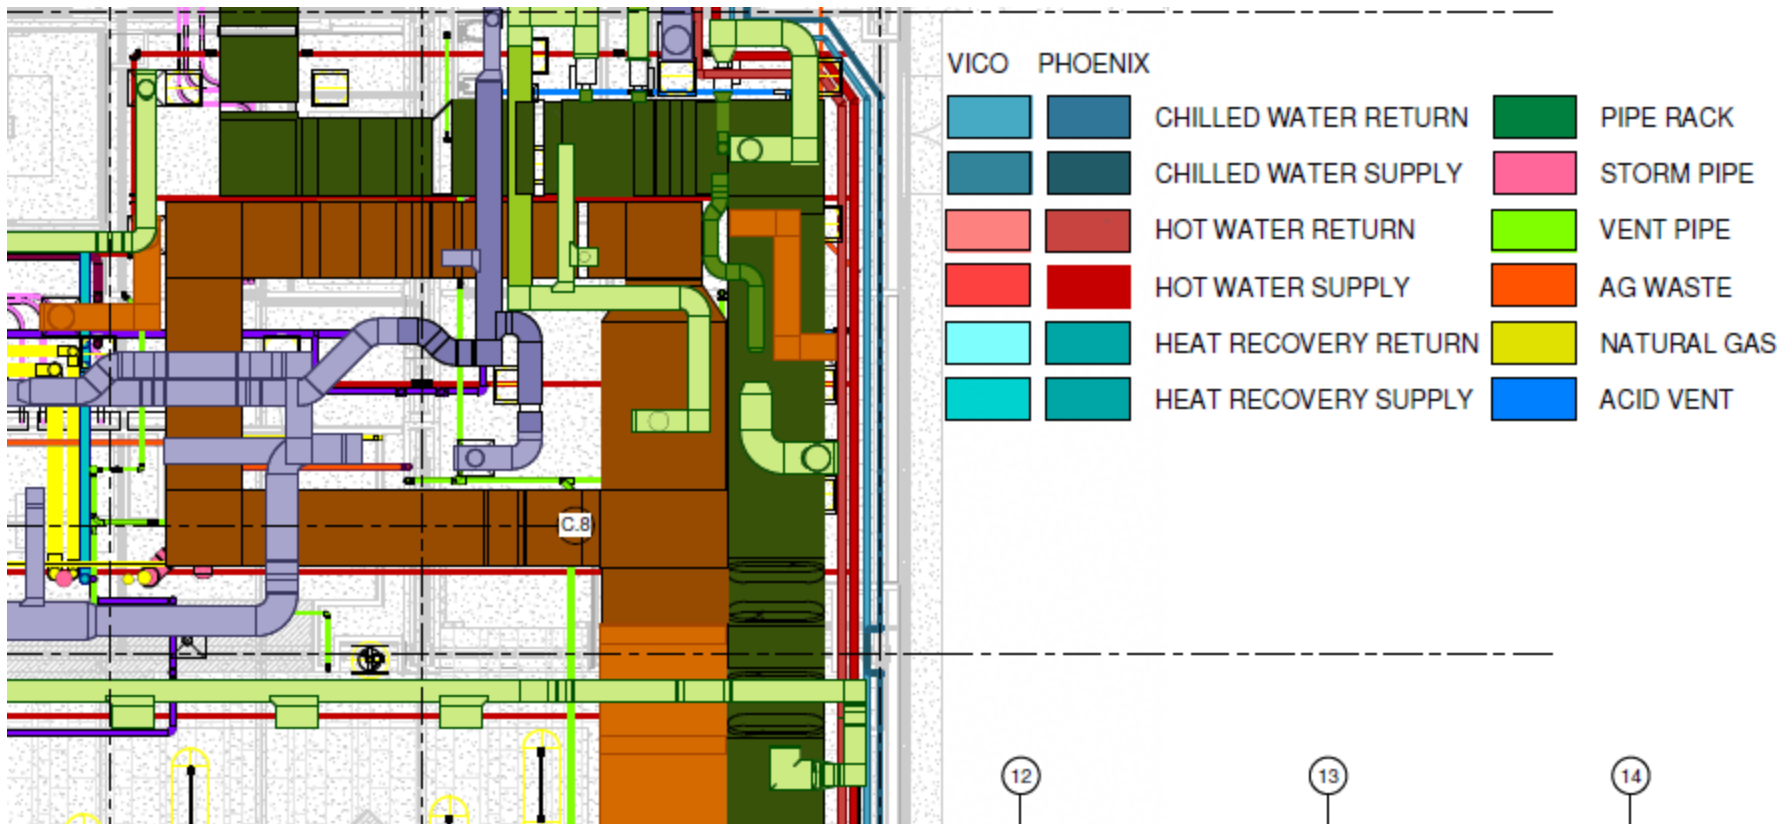 VICO PHOENIX
CHILLED WATER RETURN PIPE RACK
CHILLED WATER SUPPLY STORM PIPE
HOT WATER RETURN VENT PIPE
HOT WATER SUPPLY AG WASTE
HEAT RECOVERY RETURN NATURAL GAS
HEAT RECOVERY SUPPLY ACID VENT
C.8
12 13 14